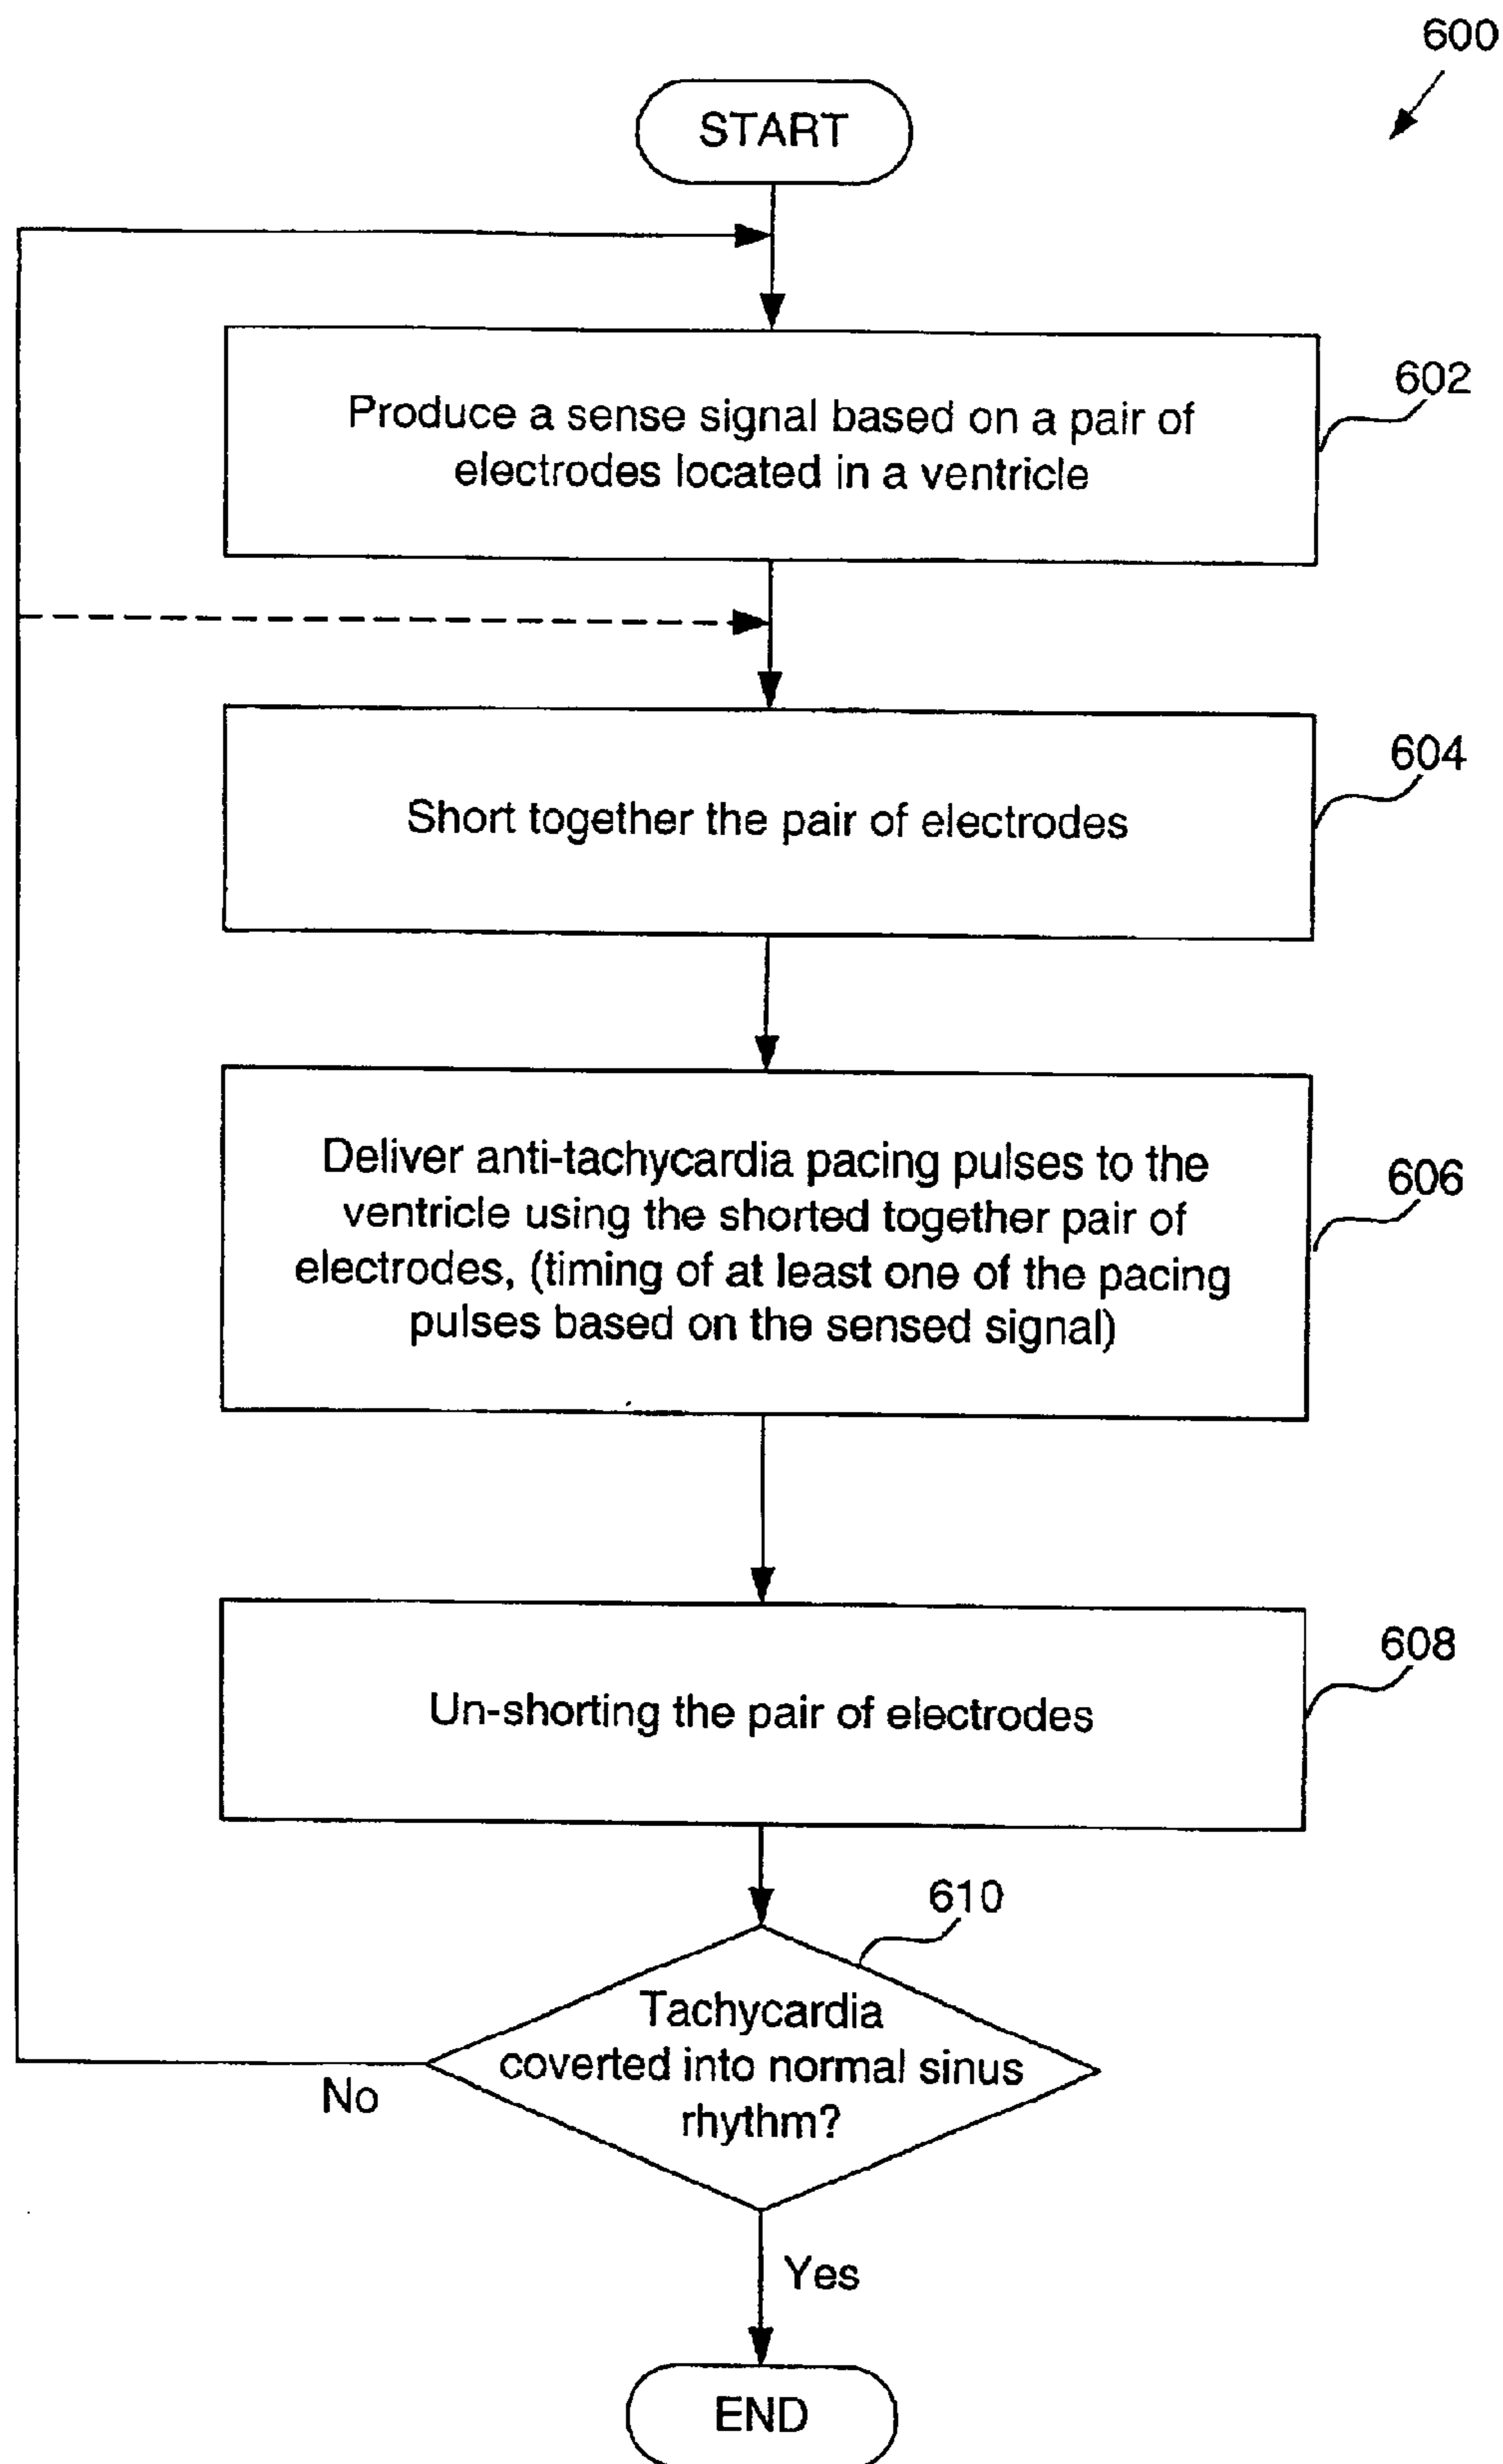 600
START
Produce a sense signal based on a pair of
electrodes located in a ventricle
602
Short together the pair of electrodes
604
Deliver anti-tachycardia pacing pulses to the
ventricle using the shorted together pair of
electrodes, (timing of at least one of the pacing
pulses based on the sensed signal)
606
Un-shorting the pair of electrodes
608
610
Tachycardia
coverted into normal sinus
rhythm?
No
Yes
END